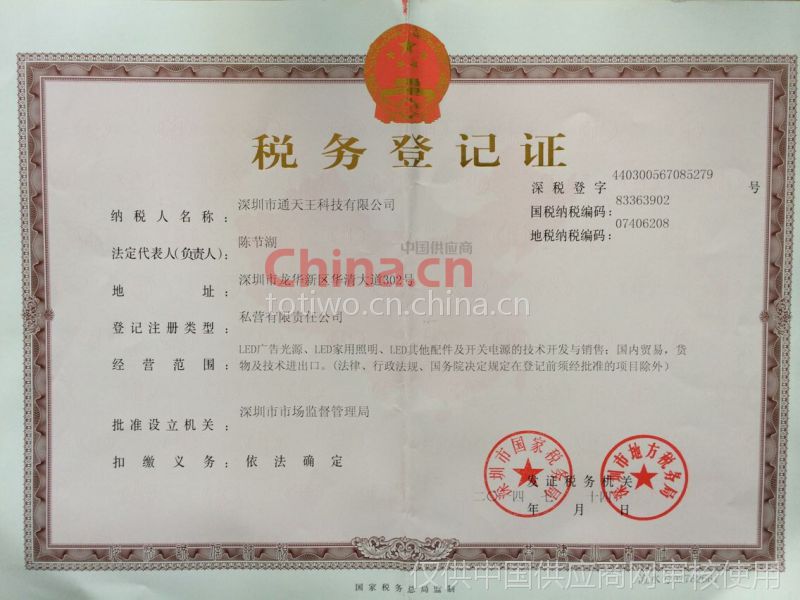 税务登记证
深税登字 440300567085279 号
国税纳税编码： 83363902
地税纳税编码： 07406208
纳税人名称： 深圳市通天王科技有限公司
法定代表人(负责人)： 陈节湖
中国供应商
China.cn
地址： 深圳市龙华新区华清大道302号
totiwo.cn.china.cn
登记注册类型： 私营有限责任公司
经营范围： LED广告光源、LED家用照明、LED其他配件及开关电源的技术开发与销售；国内贸易，货
物及技术进出口。(法律、行政法规、国务院决定规定在登记前须经批准的项目除外)
批准设立机关： 深圳市市场监督管理局
扣缴义务： 依法确定
深圳市国家税务局
深圳市地方税务局
发证税务机关
二〇一四 年 七 月 十四 日
国家税务总局监制
仅供中国供应商网审核使用